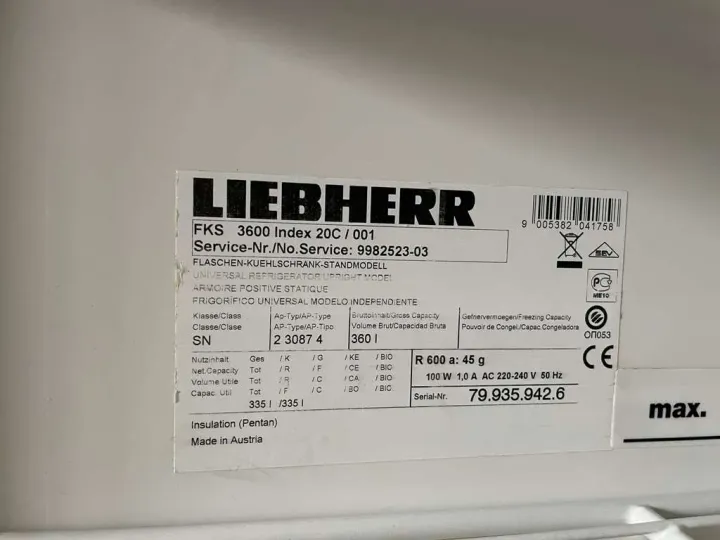 LIEBHERR
FKS 3600 Index 20C / 001
Service-Nr./No.Service: 9982523-03
9 005382 041758
FLASCHEN-KUEHLSCHRANK-STANDMODELL
UNIVERSAL REFRIGERATOR UPRIGHT MODEL
ARMOIRE POSITIVE STATIQUE
FRIGORIFICO UNIVERSAL MODELO INDEPENDIENTE
Klasse/Class
Classe/Clase
SN
Ap-Typ/AP-Type
AP-Type/AP-Tipo
2 3087 4
Bruttoinhalt/Gross Capacity
Volume Brut/Capacidad Bruta
360 l
Gefriervermoegen/Freezing Capacity
Pouvoir de Congel./Cap.Congeladora
SEV
PC
ME10
ОП053
CE
Nutzinhalt Ges / K / G / KE / BIO
Net.Capacity Tot / R / F / CE / BIO
Volume Utile Tot / R / C / CA / BIO
Capac. Util Tot / F / C / BO / BIO
335 l /335 l
R 600 a: 45 g
100 W 1,0 A AC 220-240 V 50 Hz
Serial-Nr. 79.935.942.6
Insulation (Pentan)
Made in Austria
max.